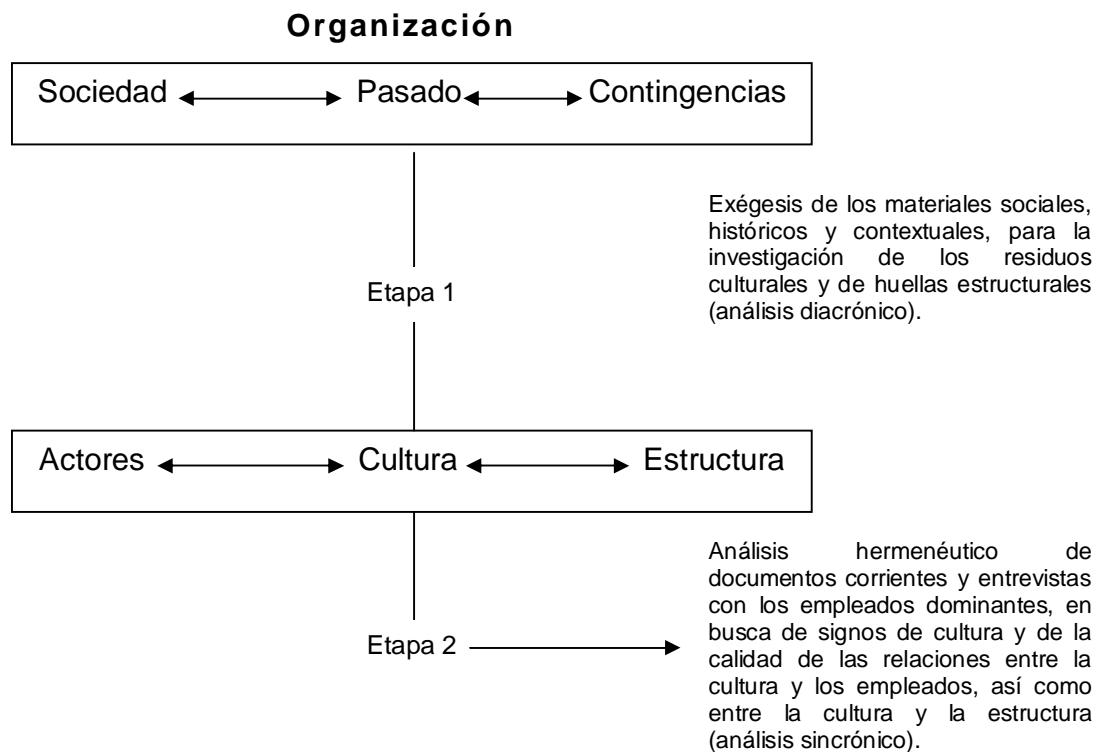 Organización
Sociedad Pasado Contingencias
Exégesis de los materiales sociales,
históricos y contextuales, para la
investigación de los residuos
culturales y de huellas estructurales
(análisis diacrónico).
Etapa 1
Actores Cultura Estructura
Análisis hermenéutico de
documentos corrientes y entrevistas
con los empleados dominantes, en
busca de signos de cultura y de la
calidad de las relaciones entre la
cultura y los empleados, así como
entre la cultura y la estructura
(análisis sincrónico).
Etapa 2